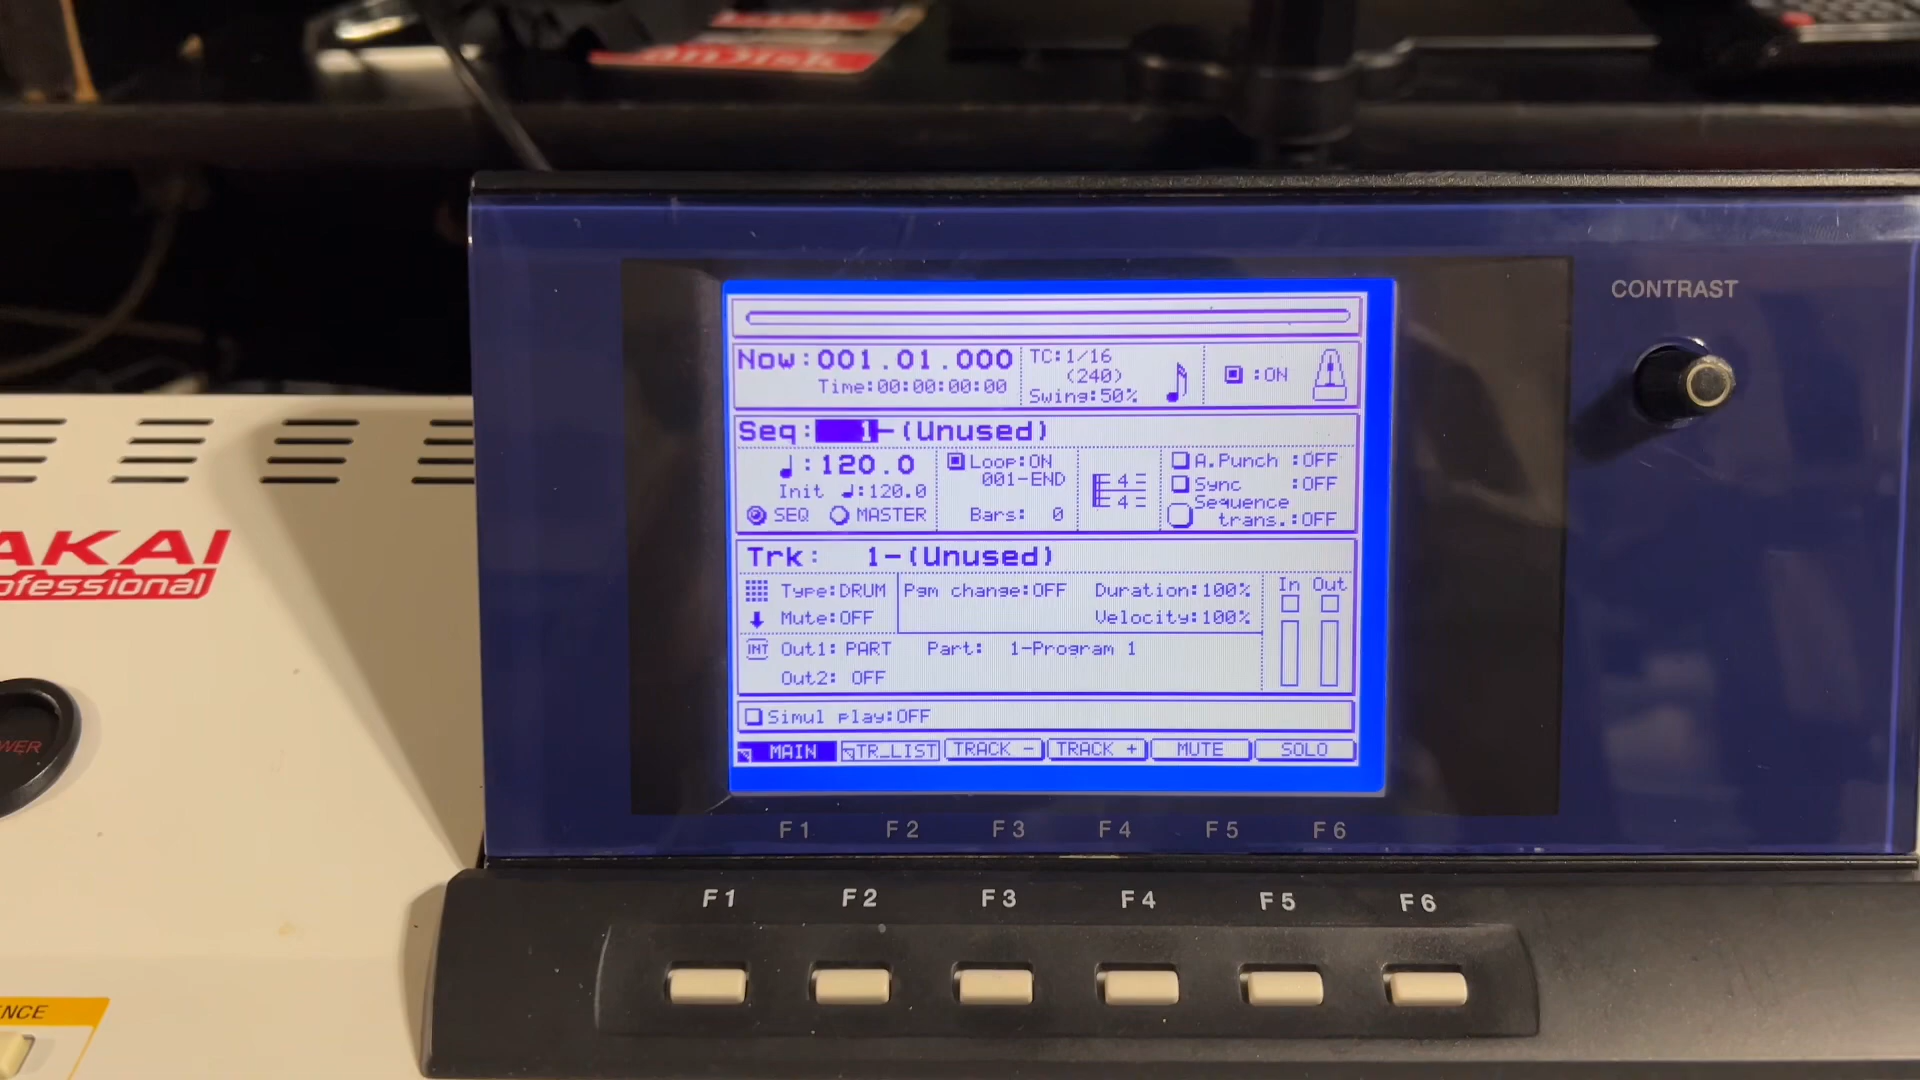 SanDisk
CONTRAST
Now:001.01.000
Time:00:00:00:00
TC:1/16
(240)
Swing:50%
:ON
Seq: 1-(Unused)
:120.0
Init :120.0
SEQ MASTER
Loop:ON
001-END
Bars: 0
4
4
A.Punch :OFF
Sync :OFF
Sequence
trans.:OFF
Trk: 1-(Unused)
Type:DRUM
Mute:OFF
Pgm change:OFF
Duration:100%
Velocity:100%
In Out
INT Out1: PART Part: 1-Program 1
Out2: OFF
Simul play:OFF
MAIN TR_LIST TRACK - TRACK + MUTE SOLO
F1 F2 F3 F4 F5 F6
F1 F2 F3 F4 F5 F6
AKAI
ofessional
WER
NCE